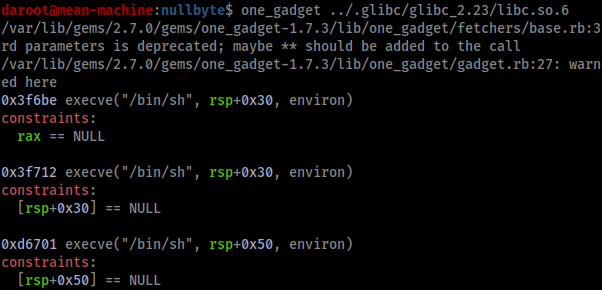 daroot@mean-machine:nullbyte$ one_gadget ../.glibc/glibc_2.23/libc.so.6
/var/lib/gems/2.7.0/gems/one_gadget-1.7.3/lib/one_gadget/fetchers/base.rb:3
rd parameters is deprecated; maybe ** should be added to the call
/var/lib/gems/2.7.0/gems/one_gadget-1.7.3/lib/one_gadget/gadget.rb:27: warn
ed here
0x3f6be execve("/bin/sh", rsp+0x30, environ)
constraints:
  rax == NULL

0x3f712 execve("/bin/sh", rsp+0x30, environ)
constraints:
  [rsp+0x30] == NULL

0xd6701 execve("/bin/sh", rsp+0x50, environ)
constraints:
  [rsp+0x50] == NULL